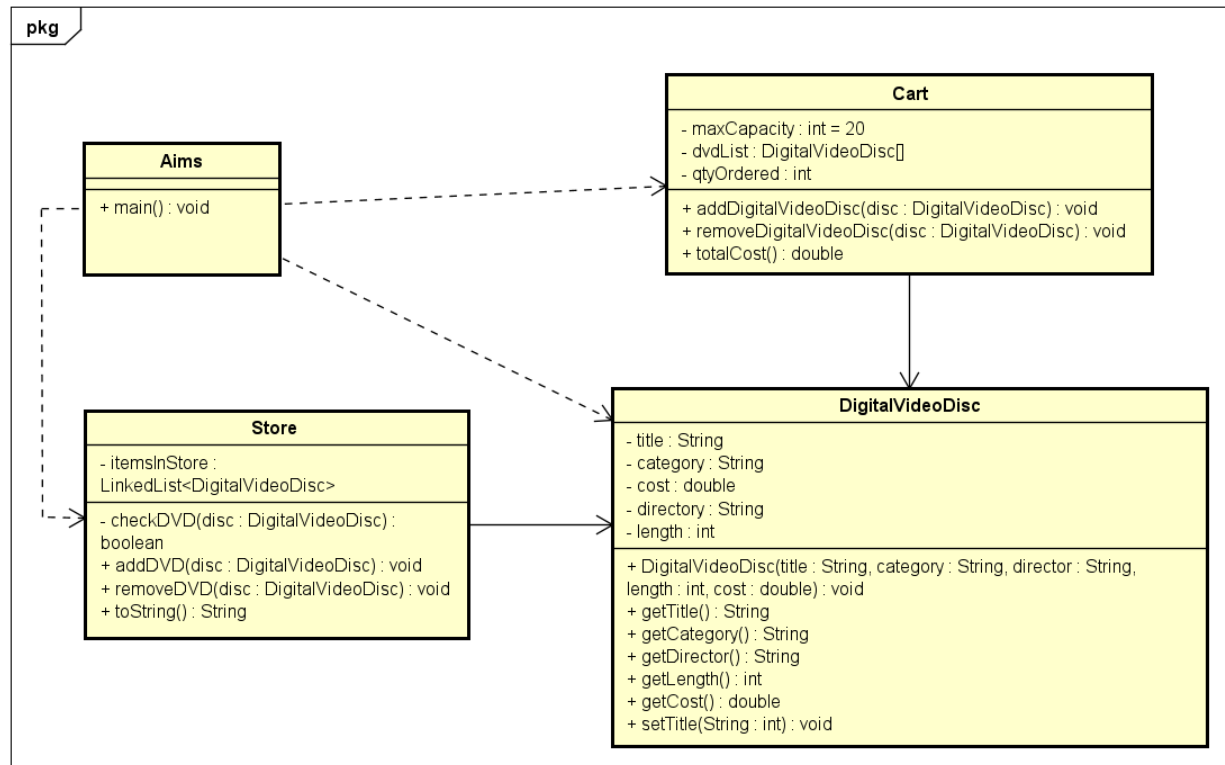 pkg
Aims
+ main() : void
Cart
- maxCapacity : int = 20
- dvdList : DigitalVideoDisc[]
- qtyOrdered : int
+ addDigitalVideoDisc(disc : DigitalVideoDisc) : void
+ removeDigitalVideoDisc(disc : DigitalVideoDisc) : void
+ totalCost() : double
Store
- itemsInStore :
LinkedList<DigitalVideoDisc>
- checkDVD(disc : DigitalVideoDisc) :
boolean
+ addDVD(disc : DigitalVideoDisc) : void
+ removeDVD(disc : DigitalVideoDisc) : void
+ toString() : String
DigitalVideoDisc
- title : String
- category : String
- cost : double
- directory : String
- length : int
+ DigitalVideoDisc(title : String, category : String, director : String,
length : int, cost : double) : void
+ getTitle() : String
+ getCategory() : String
+ getDirector() : String
+ getLength() : int
+ getCost() : double
+ setTitle(String : int) : void